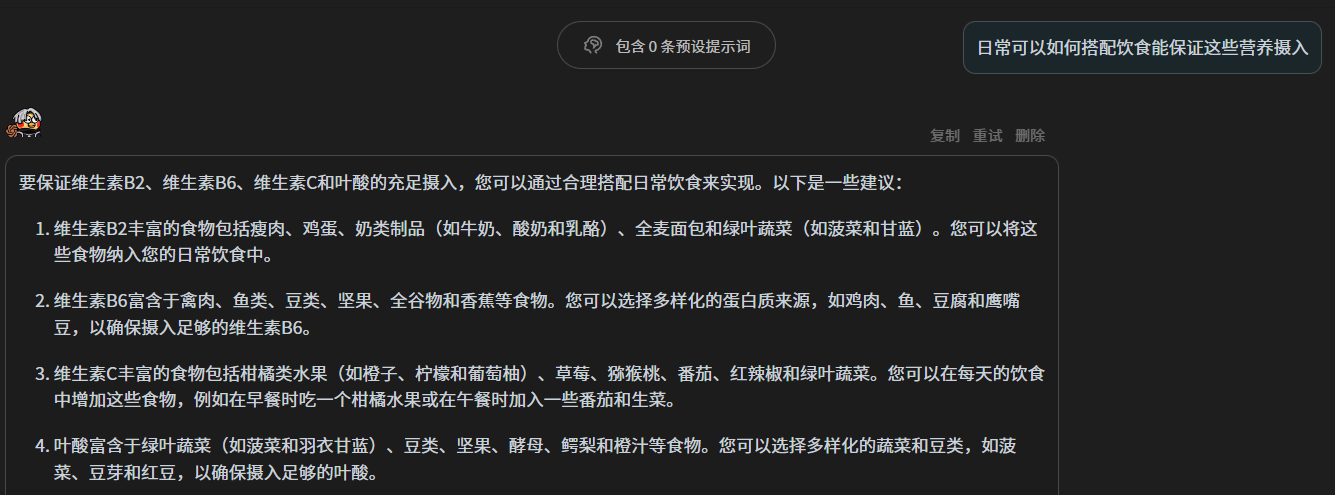 包含 0 条预设提示词
日常可以如何搭配饮食能保证这些营养摄入
复制 重试 删除
要保证维生素B2、维生素B6、维生素C和叶酸的充足摄入，您可以通过合理搭配日常饮食来实现。以下是一些建议：
1. 维生素B2丰富的食物包括瘦肉、鸡蛋、奶类制品（如牛奶、酸奶和乳酪）、全麦面包和绿叶蔬菜（如菠菜和甘蓝）。您可以将这
些食物纳入您的日常饮食中。
2. 维生素B6富含于禽肉、鱼类、豆类、坚果、全谷物和香蕉等食物。您可以选择多样化的蛋白质来源，如鸡肉、鱼、豆腐和鹰嘴
豆，以确保摄入足够的维生素B6。
3. 维生素C丰富的食物包括柑橘类水果（如橙子、柠檬和葡萄柚）、草莓、猕猴桃、番茄、红辣椒和绿叶蔬菜。您可以在每天的饮食
中增加这些食物，例如在早餐时吃一个柑橘水果或在午餐时加入一些番茄和生菜。
4. 叶酸富含于绿叶蔬菜（如菠菜和羽衣甘蓝）、豆类、坚果、酵母、鳄梨和橙汁等食物。您可以选择多样化的蔬菜和豆类，如菠
菜、豆芽和红豆，以确保摄入足够的叶酸。